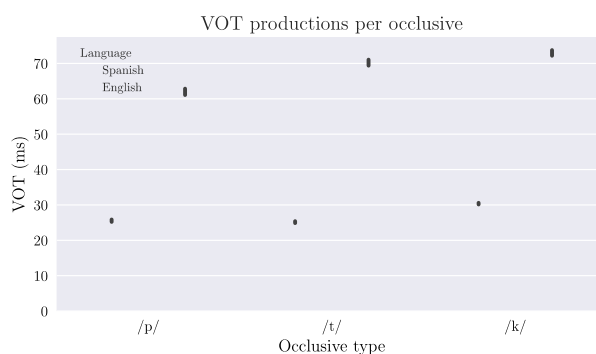 VOT productions per occlusive
Language
Spanish
English
VOT (ms)
70
60
50
40
30
20
10
0
/p/ /t/ /k/
Occlusive type